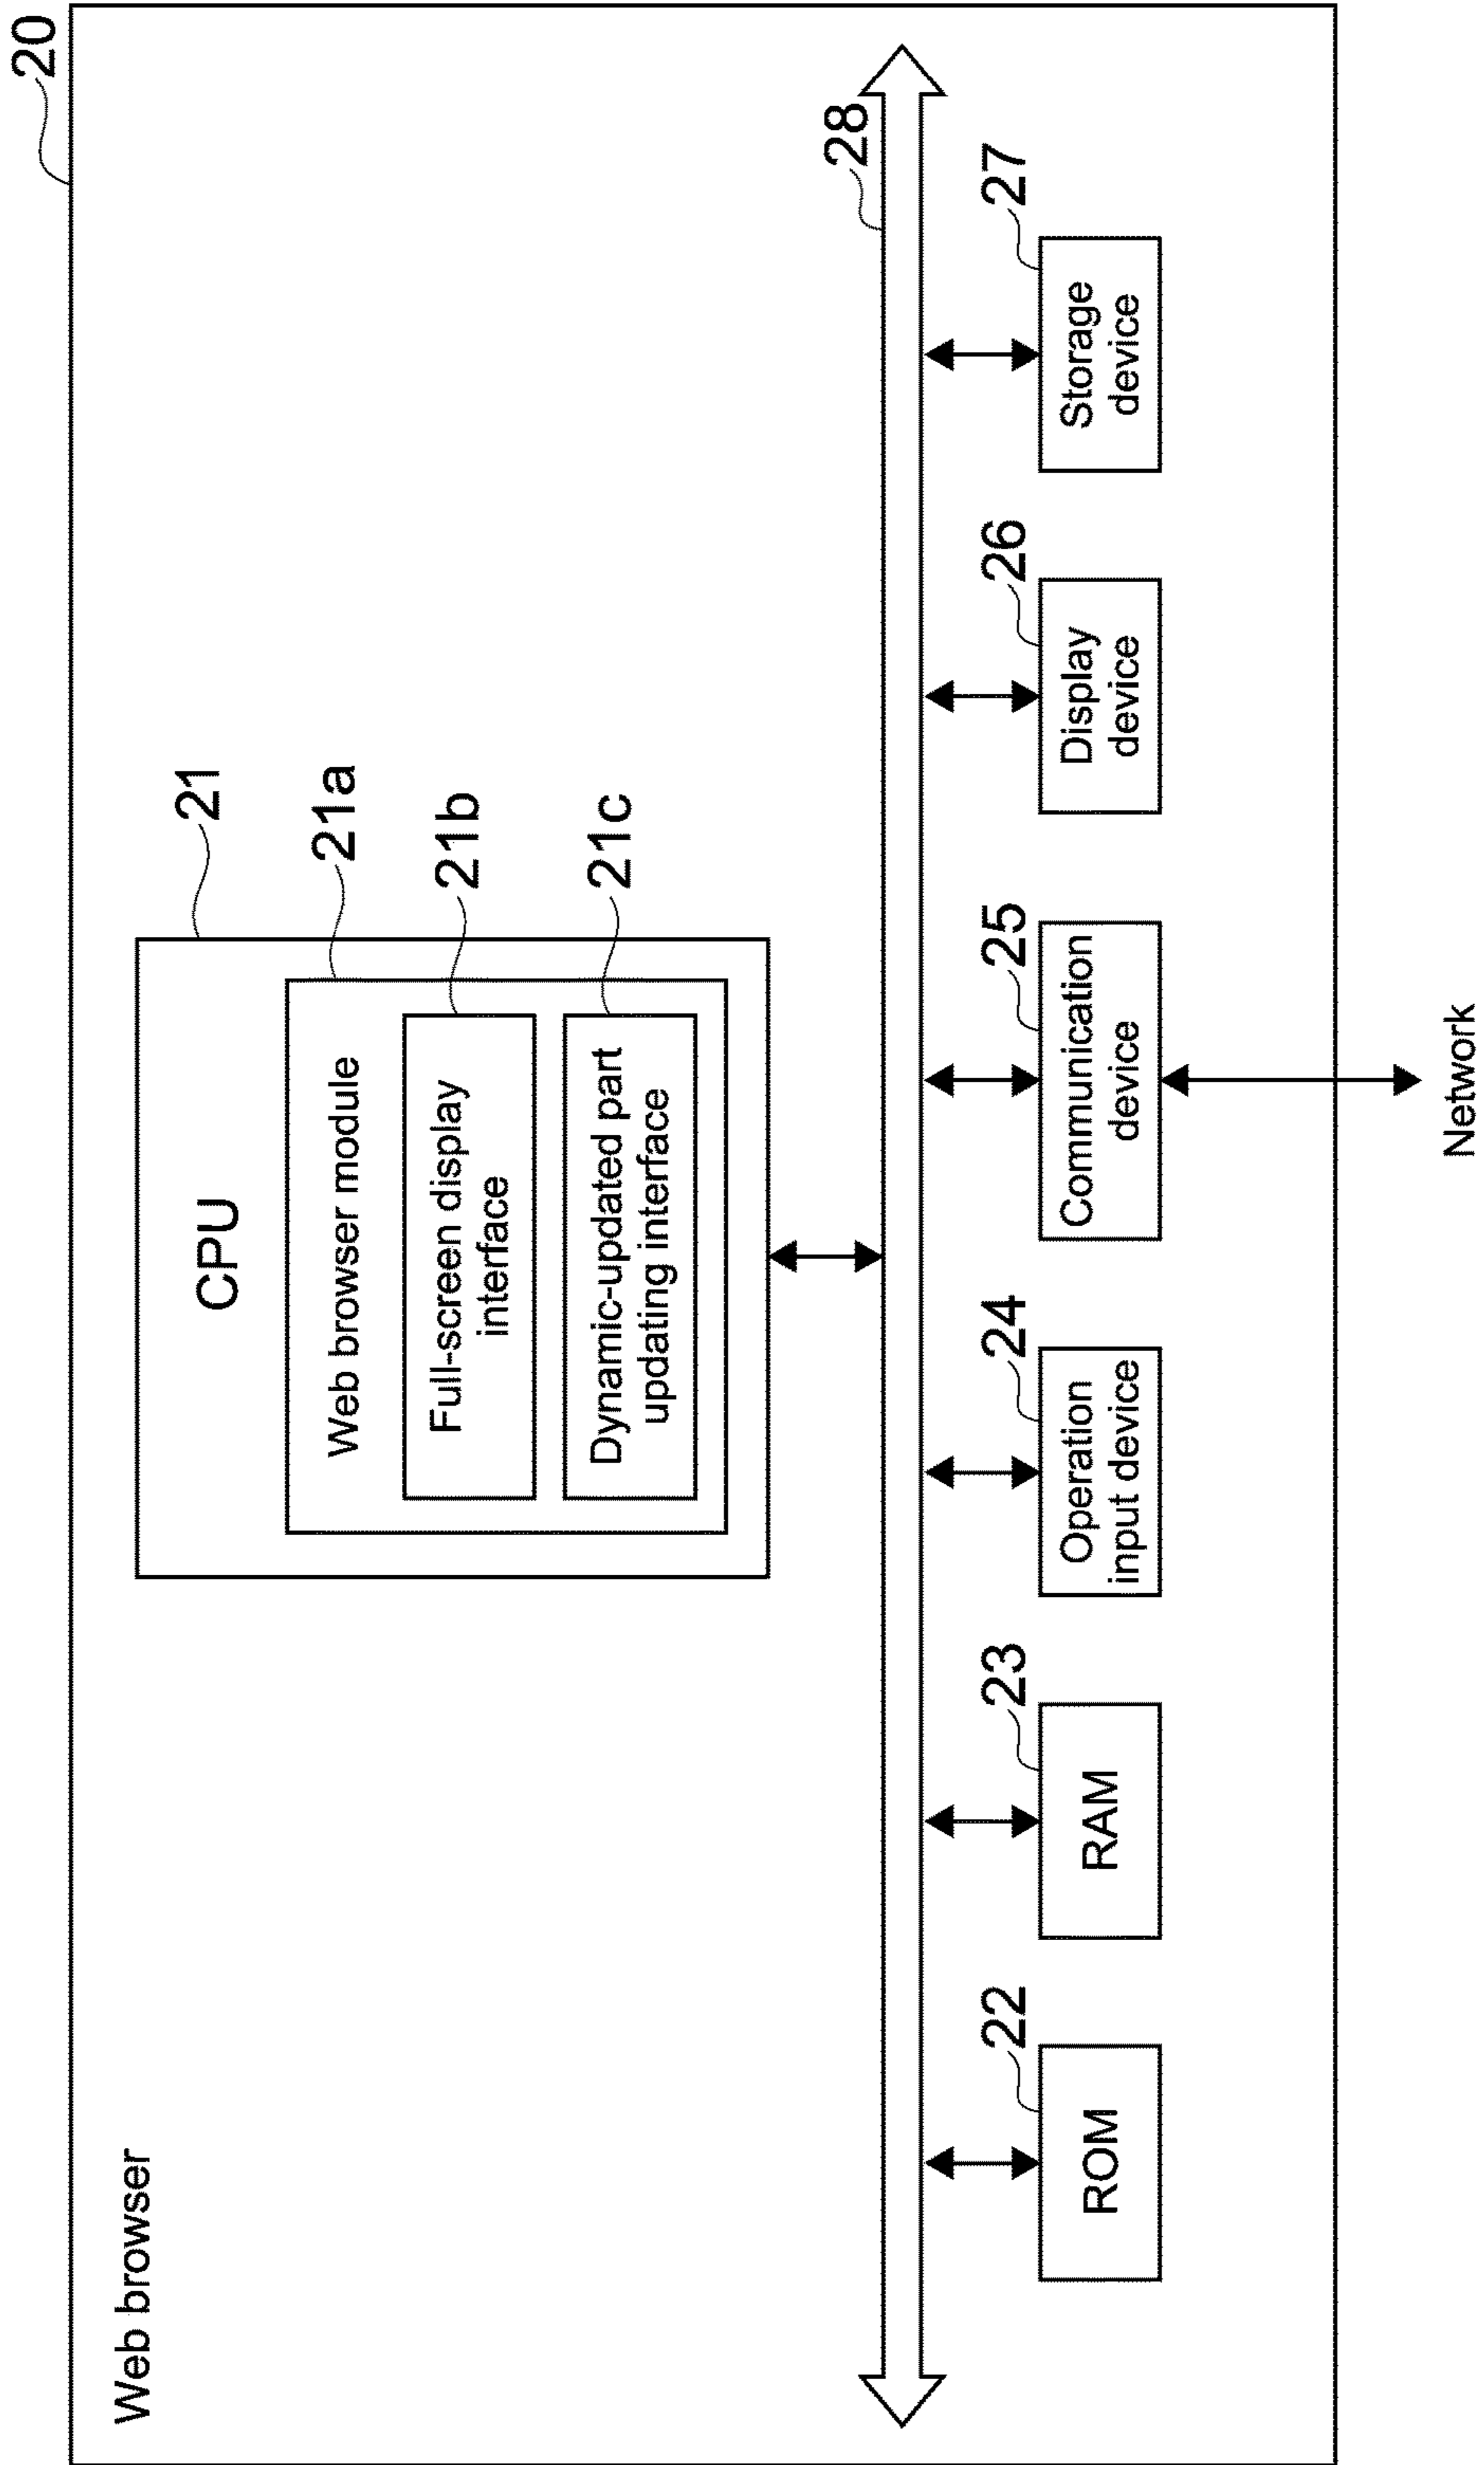 Web browser
20
CPU
21
Web browser module
21a
Full-screen display
interface
21b
Dynamic-updated part
updating interface
21c
28
22
23
24
25
26
27
ROM
RAM
Operation
input device
Communication
device
Display
device
Storage
device
Network